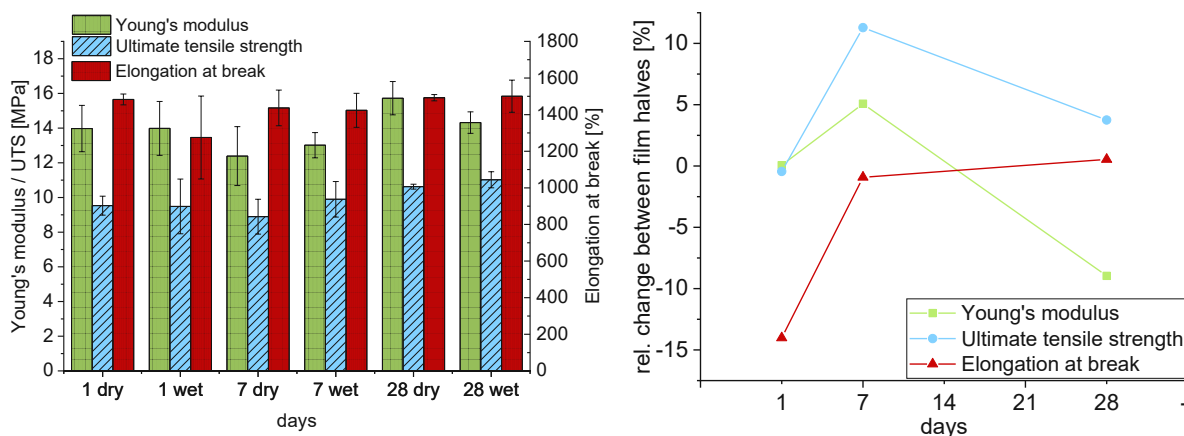 Young's modulus
Ultimate tensile strength
Elongation at break
Young's modulus / UTS [MPa]
18
16
14
12
10
8
6
4
2
0
1800
1600
1400
1200
1000
800
600
400
200
0
Elongation at break [%]
1 dry
1 wet
7 dry
7 wet
28 dry
28 wet
days
rel. change between film halves [%]
10
5
0
-5
-10
-15
Young's modulus
Ultimate tensile strength
Elongation at break
1
7
14
21
28
days